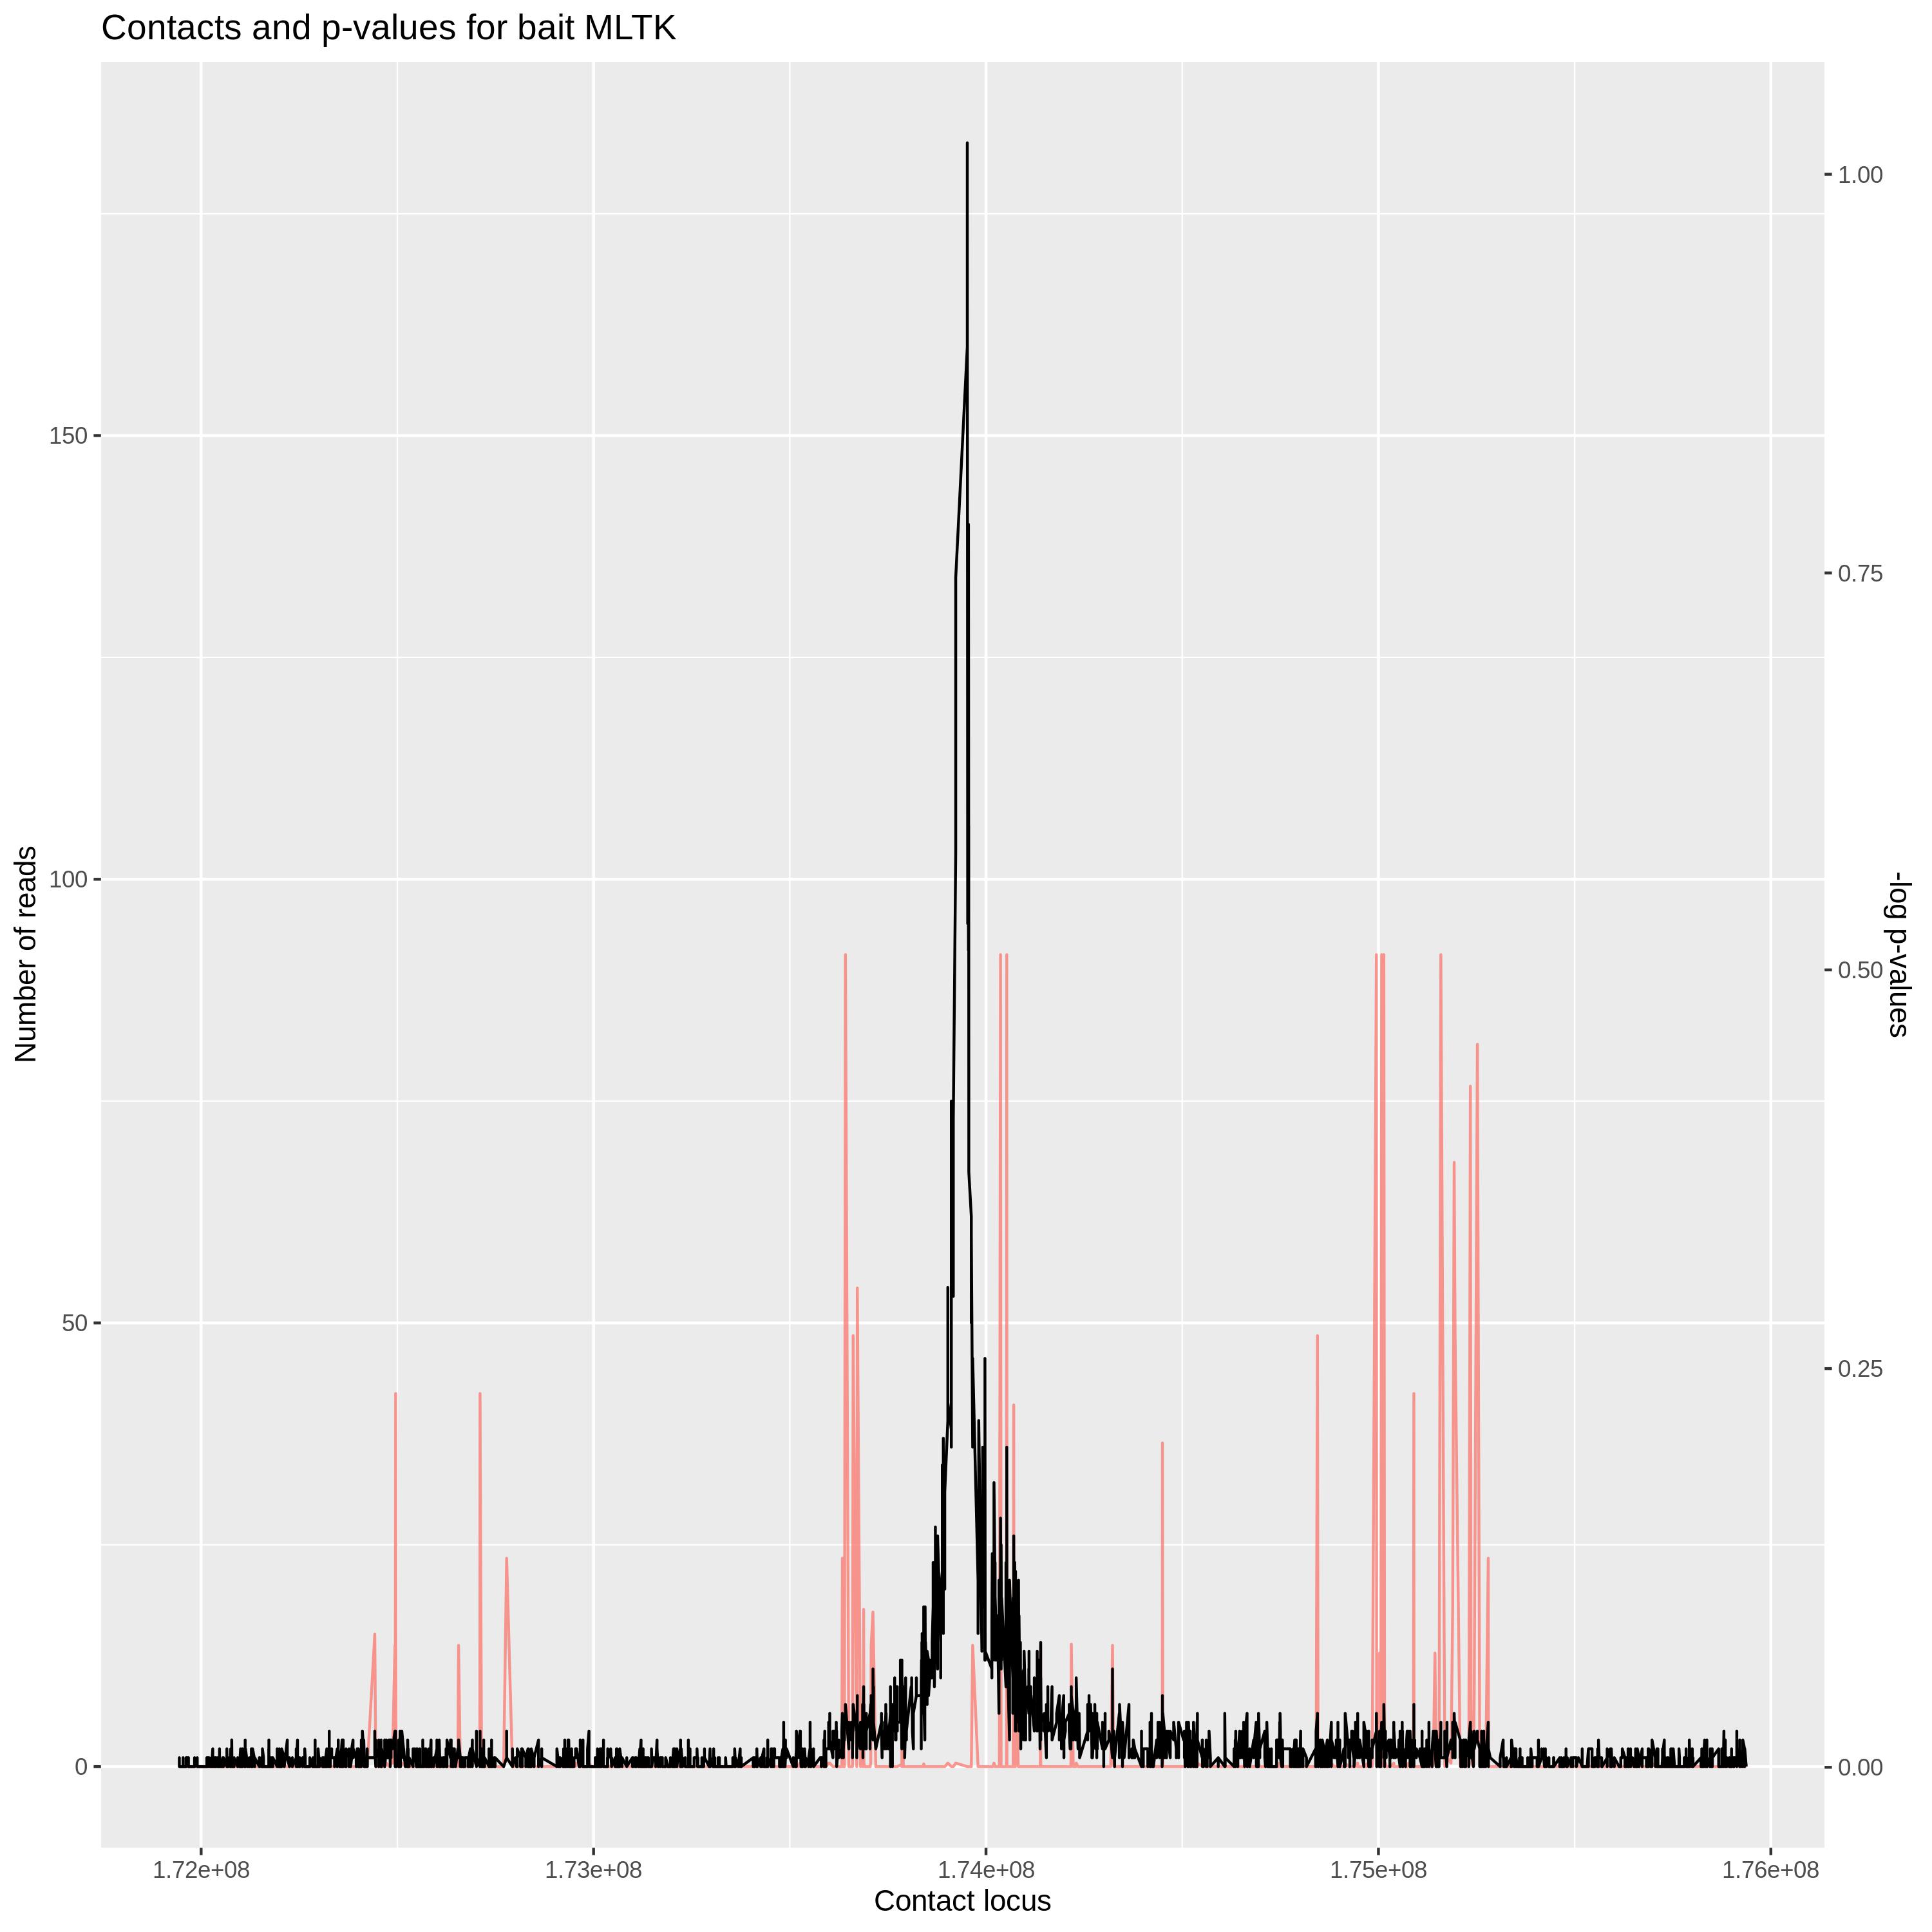 Contacts and p-values for bait MLTK
150
100
50
0
Number of reads
1.00
0.75
0.50
0.25
0.00
-log p-values
1.72e+08
1.73e+08
1.74e+08
1.75e+08
1.76e+08
Contact locus